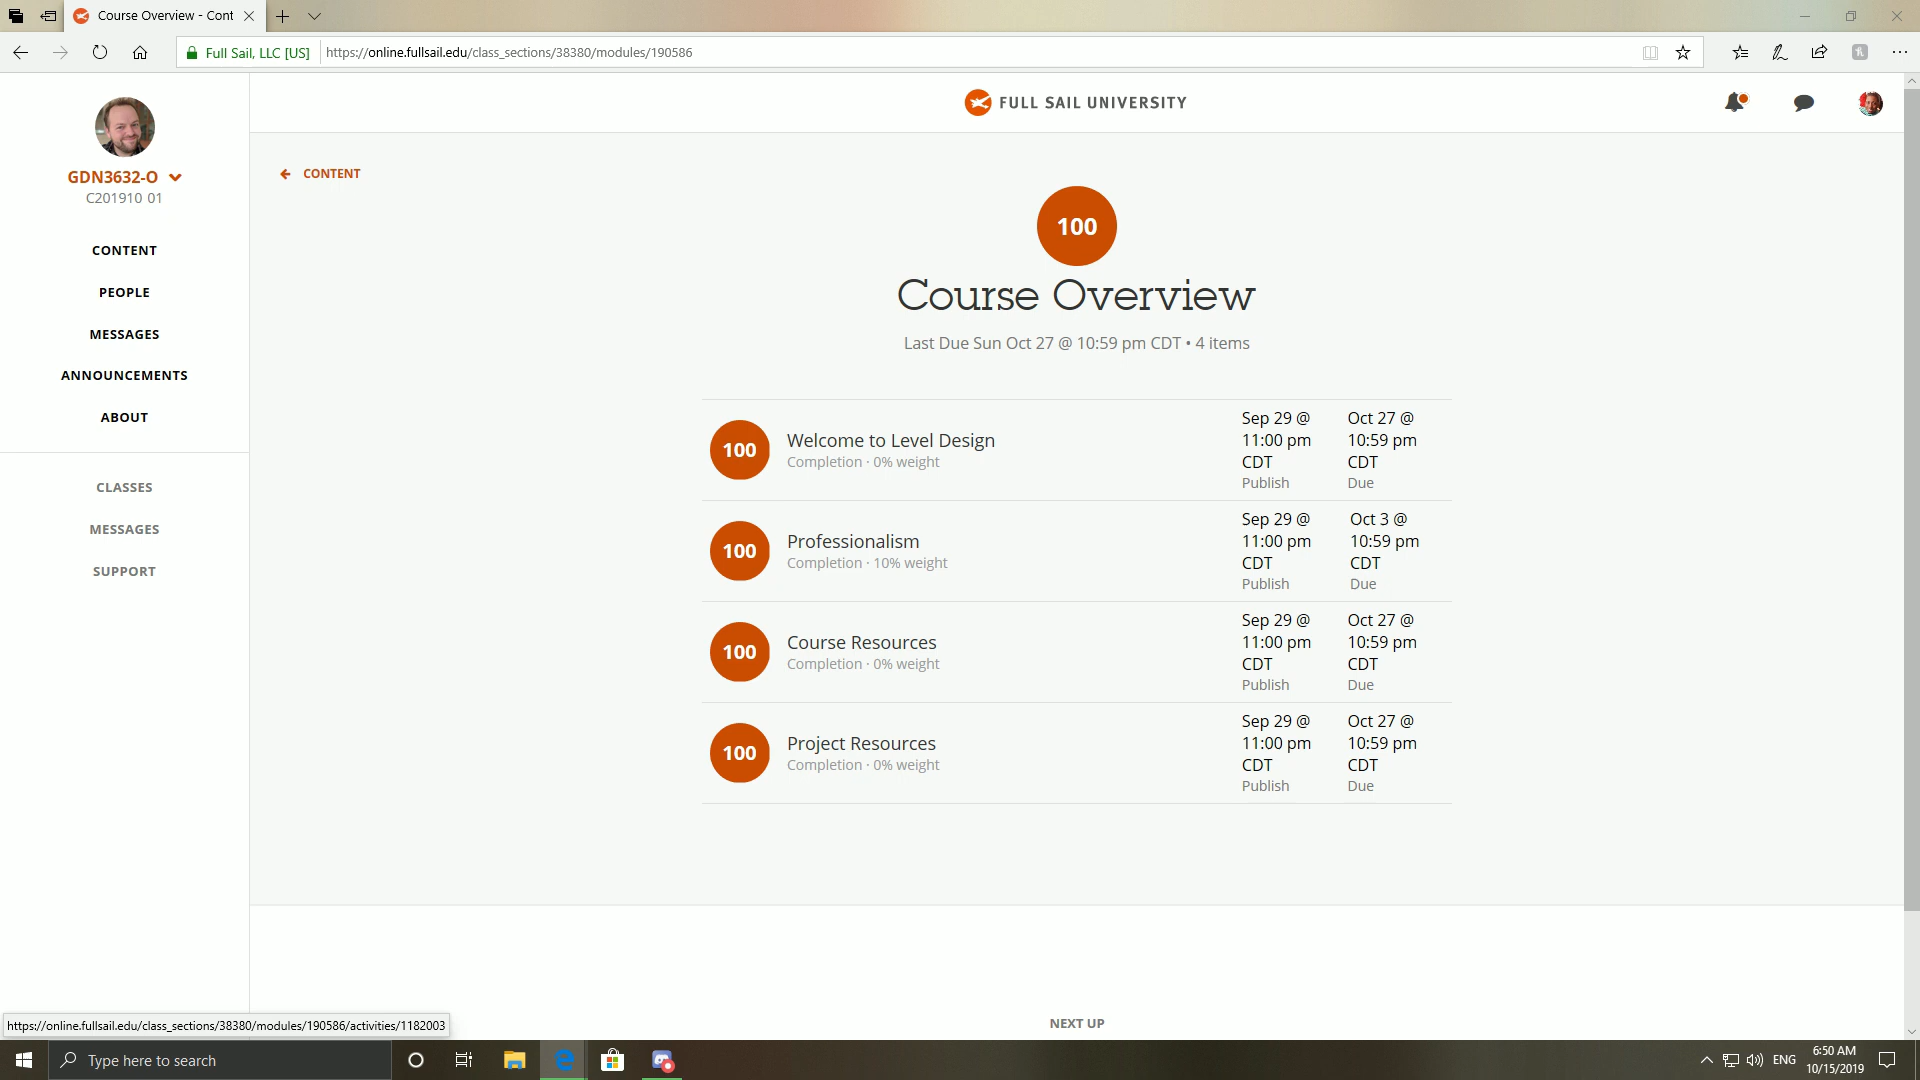 Course Overview - Cont
Full Sail, LLC [US]
https://online.fullsail.edu/class_sections/38380/modules/190586
GDN3632-O
C201910 01
CONTENT
PEOPLE
MESSAGES
ANNOUNCEMENTS
ABOUT
CLASSES
MESSAGES
SUPPORT
FULL SAIL UNIVERSITY
CONTENT
100
Course Overview
Last Due Sun Oct 27 @ 10:59 pm CDT • 4 items
100
Welcome to Level Design
Completion · 0% weight
Sep 29 @
11:00 pm
CDT
Publish
Oct 27 @
10:59 pm
CDT
Due
100
Professionalism
Completion · 10% weight
Sep 29 @
11:00 pm
CDT
Publish
Oct 3 @
10:59 pm
CDT
Due
100
Course Resources
Completion · 0% weight
Sep 29 @
11:00 pm
CDT
Publish
Oct 27 @
10:59 pm
CDT
Due
100
Project Resources
Completion · 0% weight
Sep 29 @
11:00 pm
CDT
Publish
Oct 27 @
10:59 pm
CDT
Due
NEXT UP
https://online.fullsail.edu/class_sections/38380/modules/190586/activities/1182003
Type here to search
ENG
6:50 AM
10/15/2019